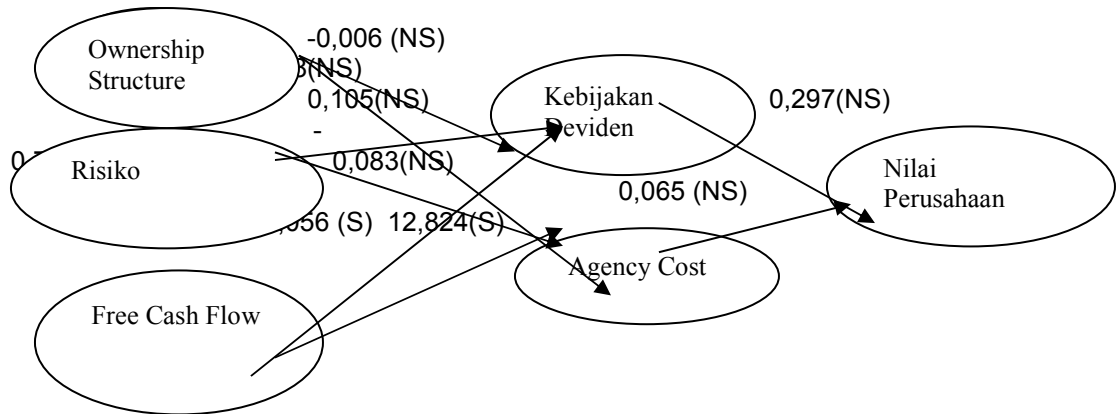 Ownership
Structure
-0,006 (NS)
(NS)
0,105(NS)
-
Kebijakan
Deviden
0,297(NS)
Risiko
0,083(NS)
Nilai
Perusahaan
0,065 (NS)
056 (S) 12,824(S)
Agency Cost
Free Cash Flow